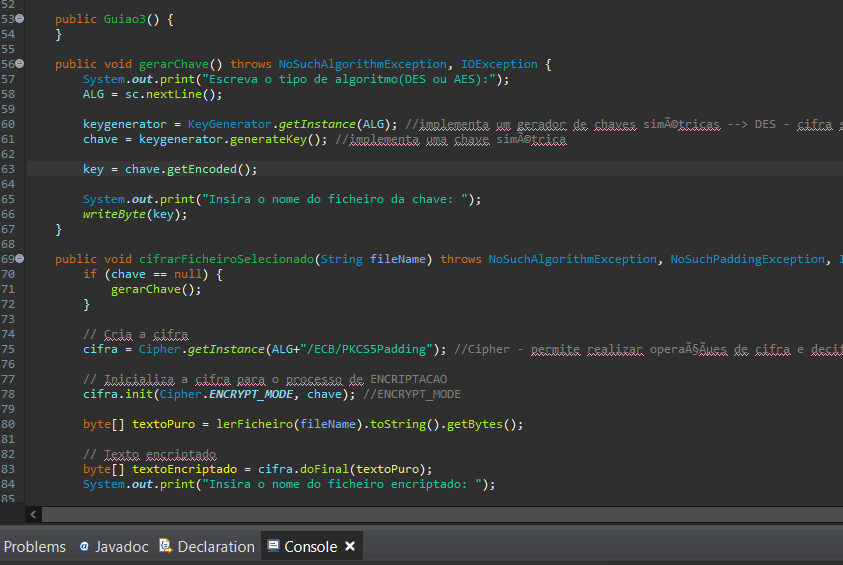 52
53 public Guiao3() {
54 }
55
56 public void gerarChave() throws NoSuchAlgorithmException, IOException {
57 System.out.print("Escreva o tipo de algoritmo(DES ou AES):");
58 ALG = sc.nextLine();
59
60 keygenerator = KeyGenerator.getInstance(ALG); //implementa um gerador de chaves simÃ©tricas --> DES - cifra s
61 chave = keygenerator.generateKey(); //implementa uma chave simÃ©trica
62
63 key = chave.getEncoded();
64
65 System.out.print("Insira o nome do ficheiro da chave: ");
66 writeByte(key);
67 }
68
69 public void cifrarFicheiroSelecionado(String fileName) throws NoSuchAlgorithmException, NoSuchPaddingException, I
70 if (chave == null) {
71 gerarChave();
72 }
73
74 // Cria a cifra
75 cifra = Cipher.getInstance(ALG+"/ECB/PKCS5Padding"); //Cipher - permite realizar operaÃ§Ãµes de cifra e decif
76
77 // Inicializa a cifra para o processo de ENCRIPTACAO
78 cifra.init(Cipher.ENCRYPT_MODE, chave); //ENCRYPT_MODE
79
80 byte[] textoPuro = lerFicheiro(fileName).toString().getBytes();
81
82 // Texto encriptado
83 byte[] textoEncriptado = cifra.doFinal(textoPuro);
84 System.out.print("Insira o nome do ficheiro encriptado: ");
85
Problems @ Javadoc Declaration Console